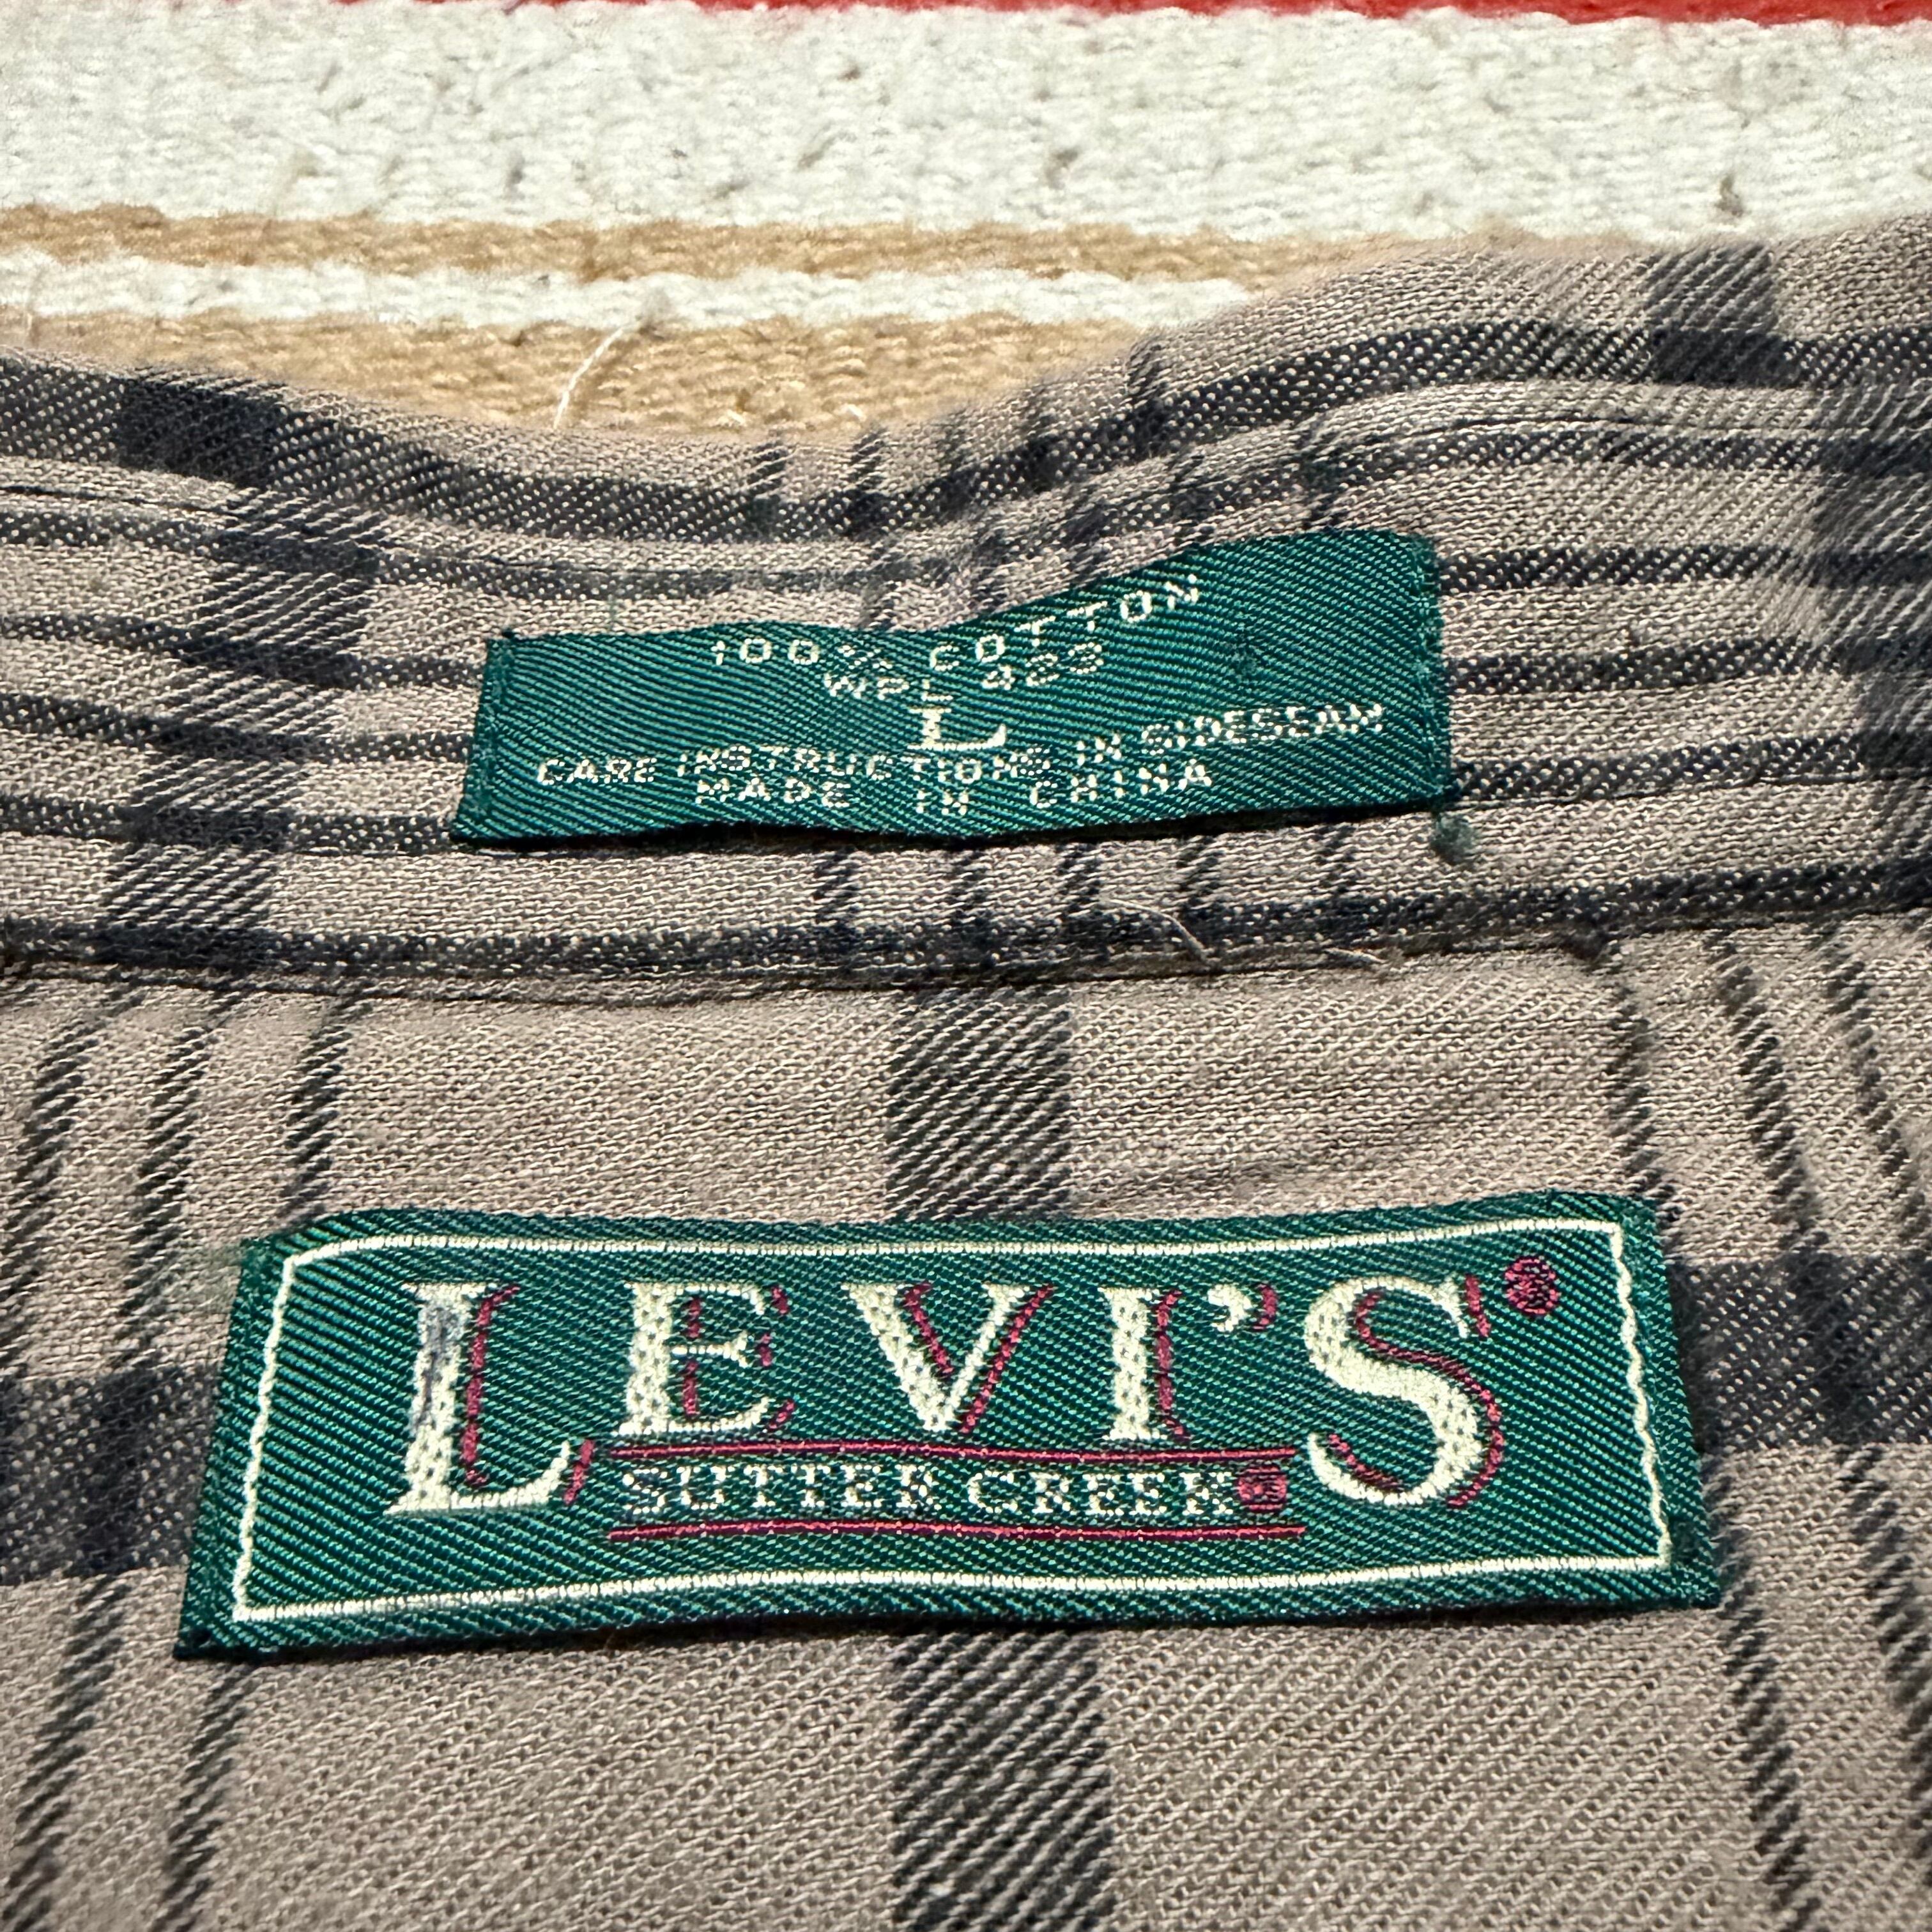 100% COTTON
WPL 423
L
CARE INSTRUCTIONS IN SIDESEAM
MADE IN CHINA
LEVI'S®
SUTTER CREEK®